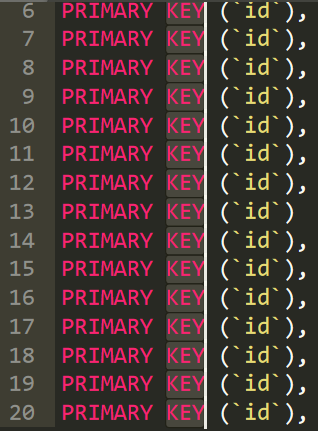 6 PRIMARY KEY (`id`),
7 PRIMARY KEY (`id`),
8 PRIMARY KEY (`id`),
9 PRIMARY KEY (`id`),
10 PRIMARY KEY (`id`),
11 PRIMARY KEY (`id`),
12 PRIMARY KEY (`id`),
13 PRIMARY KEY (`id`)
14 PRIMARY KEY (`id`),
15 PRIMARY KEY (`id`),
16 PRIMARY KEY (`id`),
17 PRIMARY KEY (`id`),
18 PRIMARY KEY (`id`),
19 PRIMARY KEY (`id`),
20 PRIMARY KEY (`id`),